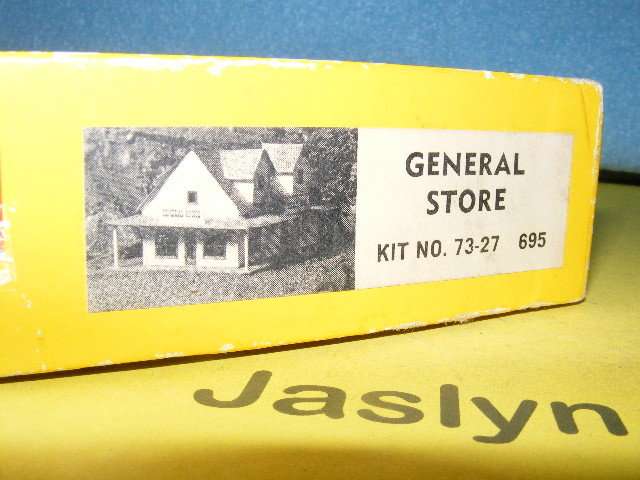 GENERAL
STORE
KIT NO. 73-27 695
Jaslyn